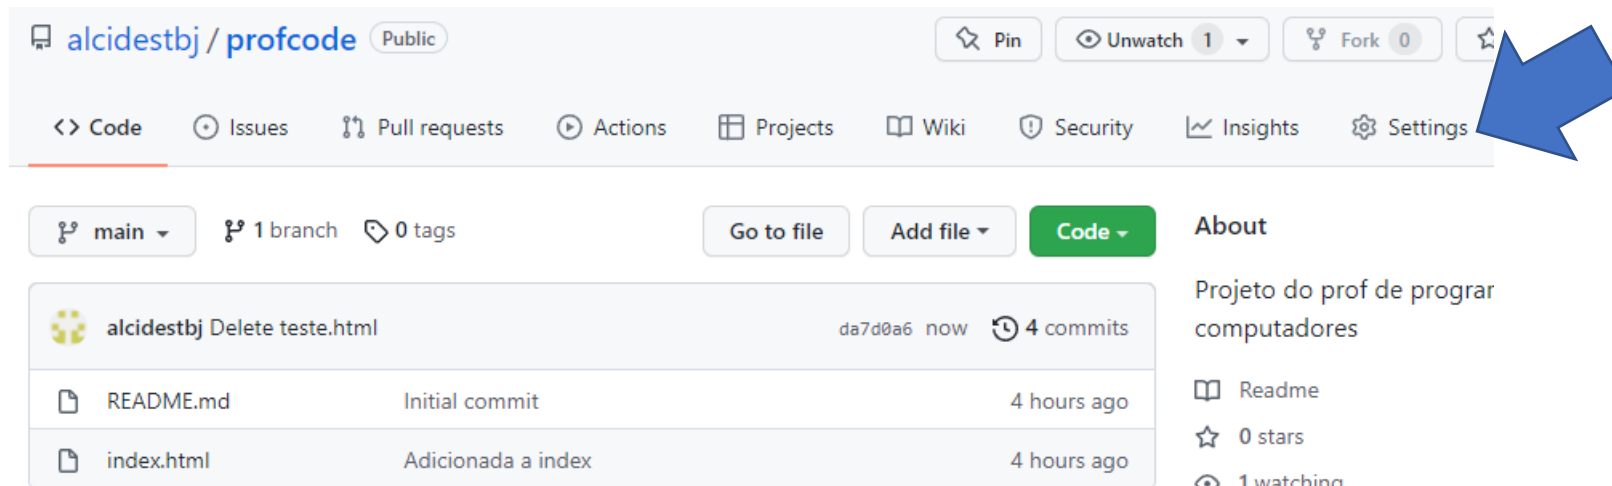 alcidestbj / profcode Public Pin Unwatch 1 Fork 0
<> Code Issues Pull requests Actions Projects Wiki Security Insights Settings
main 1 branch 0 tags Go to file Add file Code About
Projeto do prof de
computadores
alcidestbj Delete teste.html da7d0a6 now 4 commits
README.md Initial commit 4 hours ago Readme
0 stars
index.html Adicionada a index 4 hours ago
1 watching